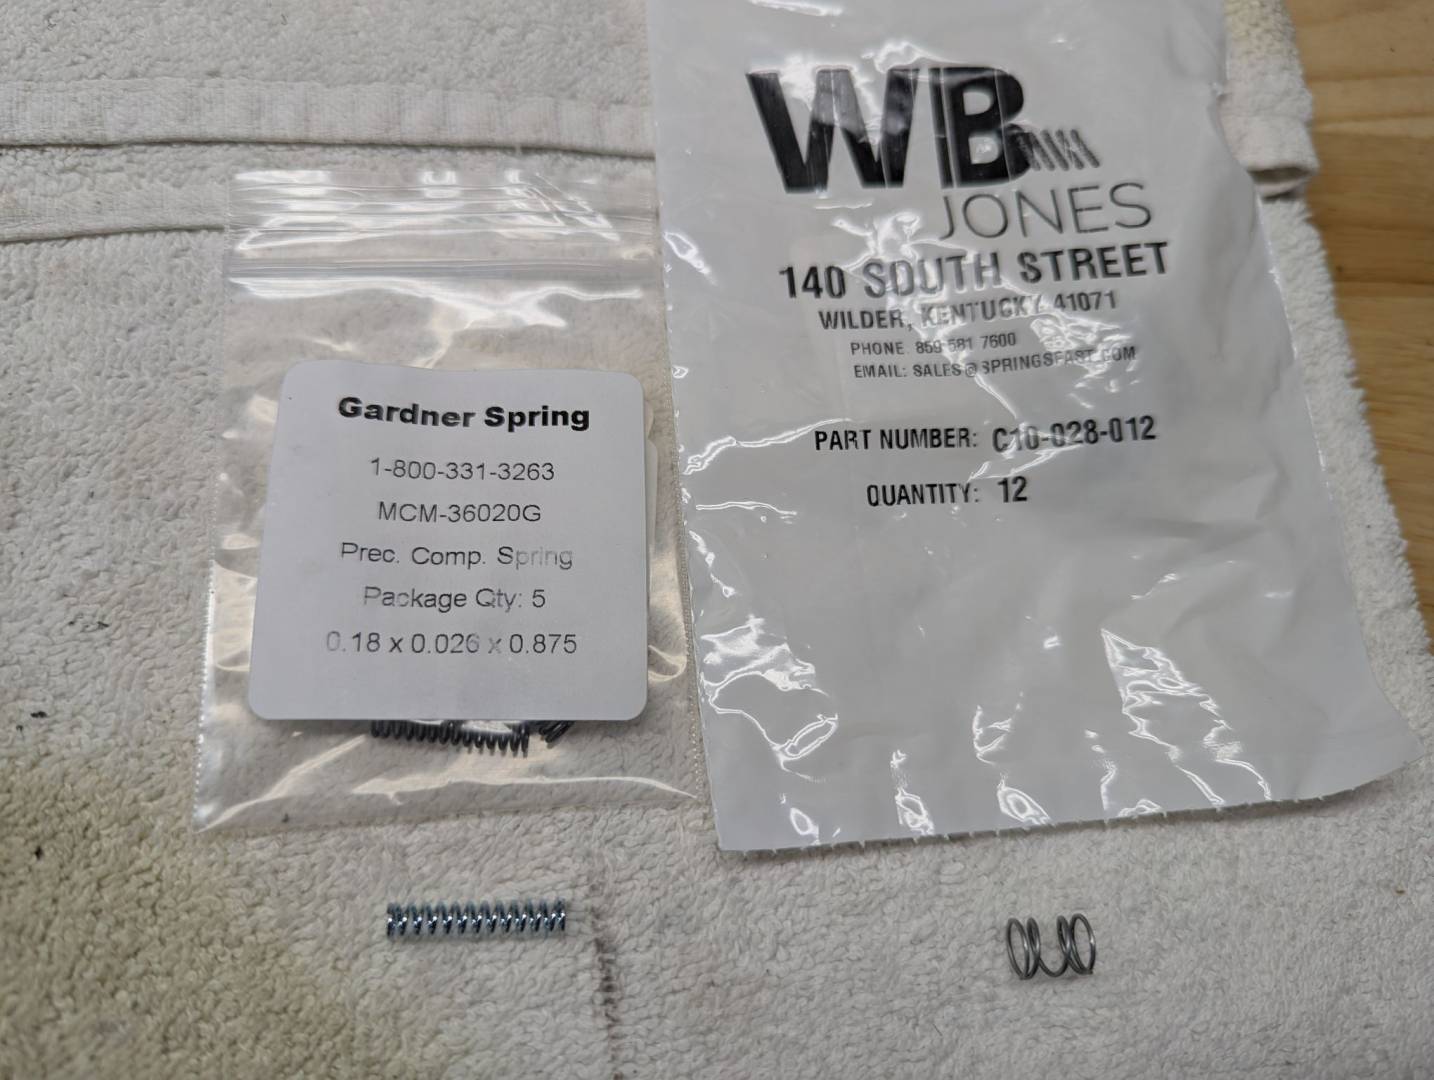 Gardner Spring
1-800-331-3263
MCM-36020G
Prec. Comp. Spring
Package Qty: 5
0.18 x 0.026 x 0.875
WB
JONES
140 SOUTH STREET
WILDER, KENTUCKY 41071
PHONE. 859 581 7600
EMAIL: SALES@SPRINGSFAST.COM
PART NUMBER: C10-028-012
QUANTITY: 12